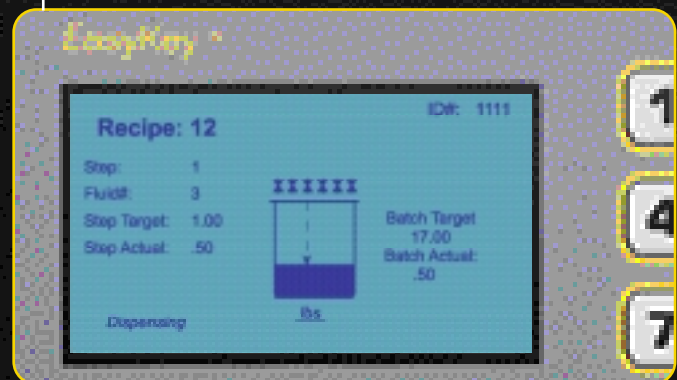 EasyKey ™
ID#: 1111
Recipe: 12
Step: 1
Fluid#: 3
Step Target: 1.00
Step Actual: .50
Batch Target
17.00
Batch Actual:
.50
lbs
Dispensing
1
4
7